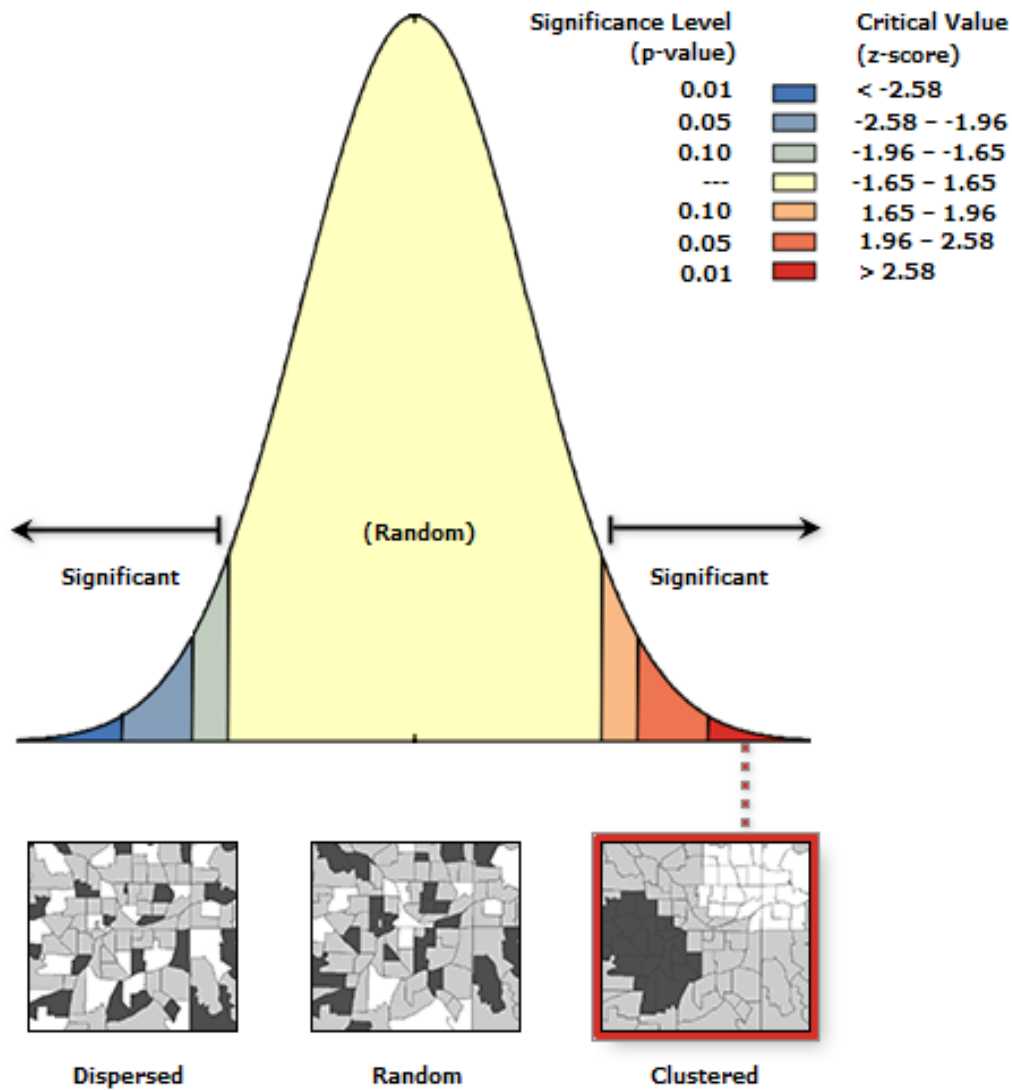 Significance Level Critical Value
(p-value) (z-score)
0.01 < -2.58
0.05 -2.58 – -1.96
0.10 -1.96 – -1.65
--- -1.65 – 1.65
0.10 1.65 – 1.96
0.05 1.96 – 2.58
0.01 > 2.58
(Random)
Significant Significant
Dispersed Random Clustered